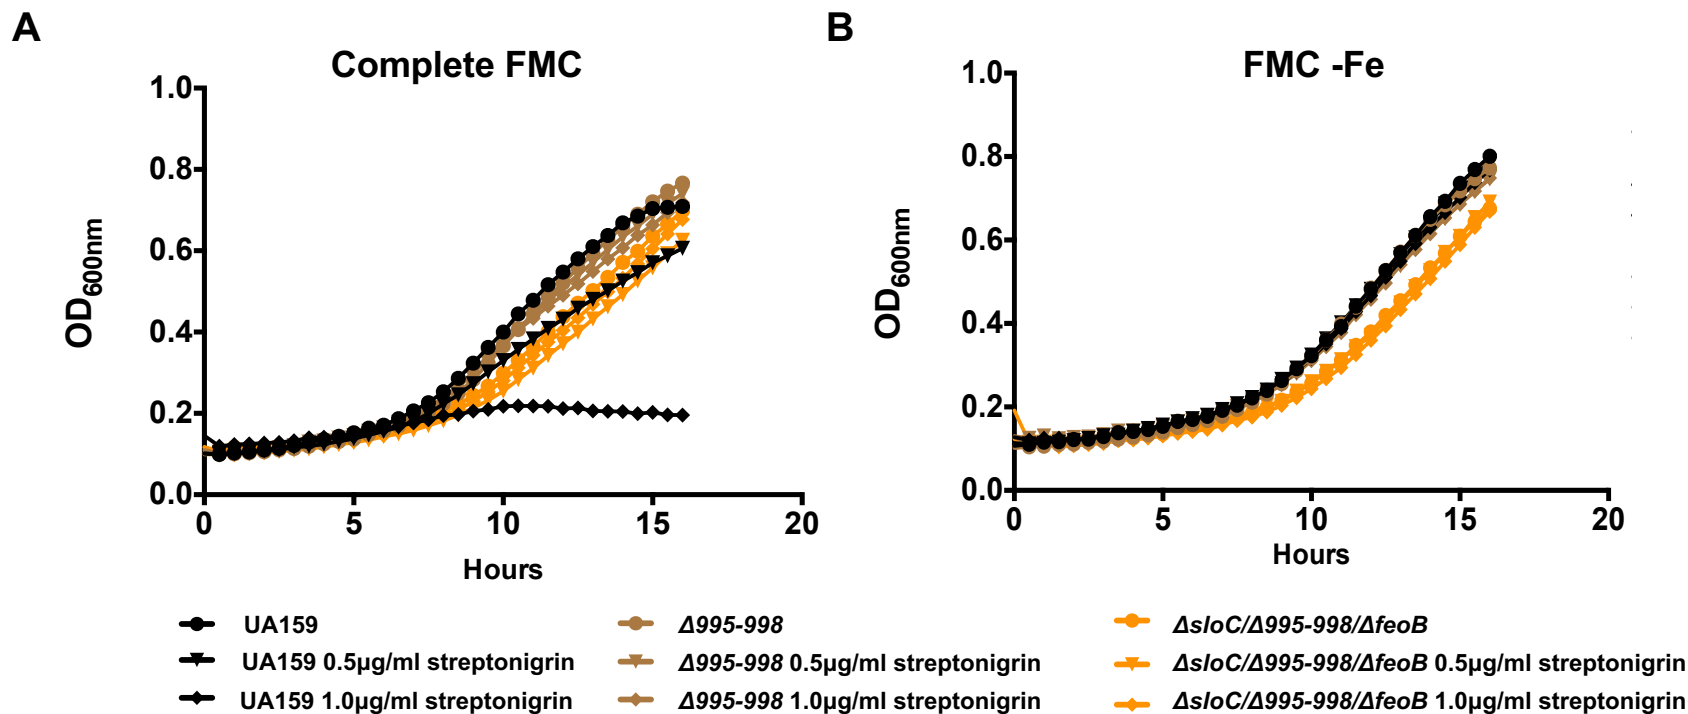 A
B
Complete FMC
FMC -Fe
1.0
0.8
0.6
0.4
0.2
0.0
OD600nm
0 5 10 15 20
Hours
1.0
0.8
0.6
0.4
0.2
0.0
OD600nm
0 5 10 15 20
Hours
UA159
UA159 0.5µg/ml streptonigrin
UA159 1.0µg/ml streptonigrin
Δ995-998
Δ995-998 0.5µg/ml streptonigrin
Δ995-998 1.0µg/ml streptonigrin
ΔsloC/Δ995-998/ΔfeoB
ΔsloC/Δ995-998/ΔfeoB 0.5µg/ml streptonigrin
ΔsloC/Δ995-998/ΔfeoB 1.0µg/ml streptonigrin